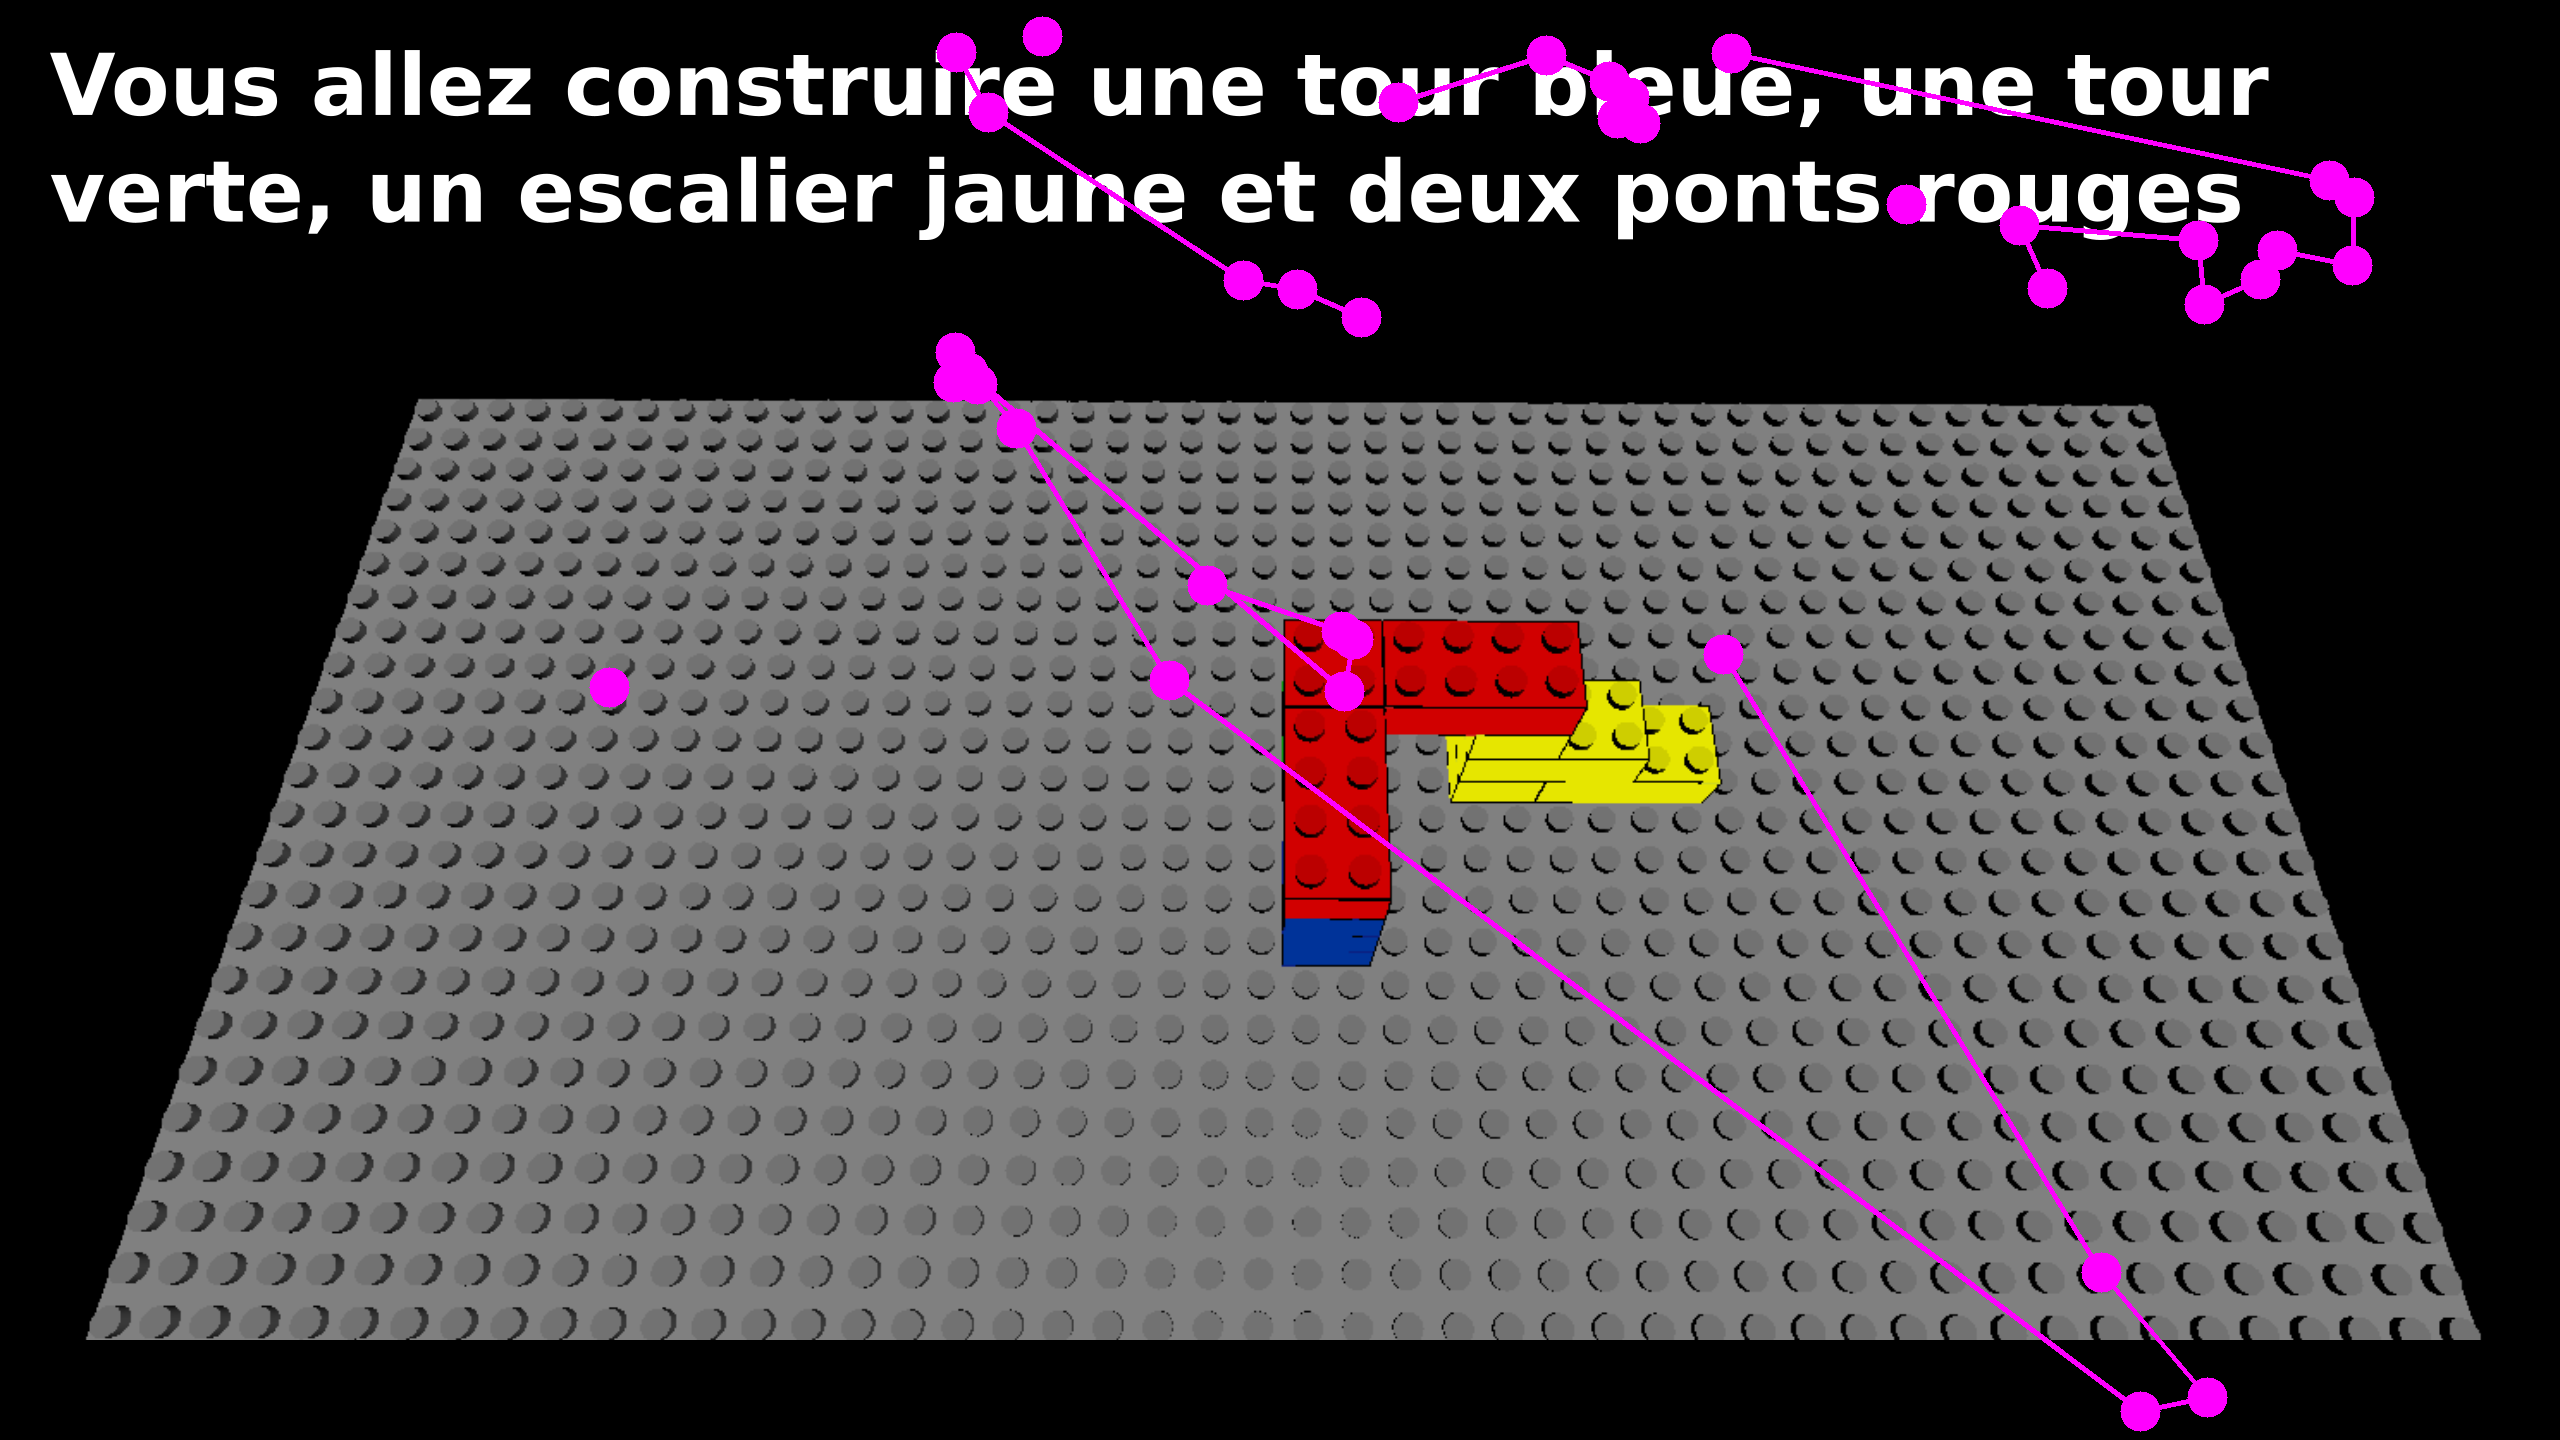 Vous allez construire une tour bleue, une tour
verte, un escalier jaune et deux ponts rouges